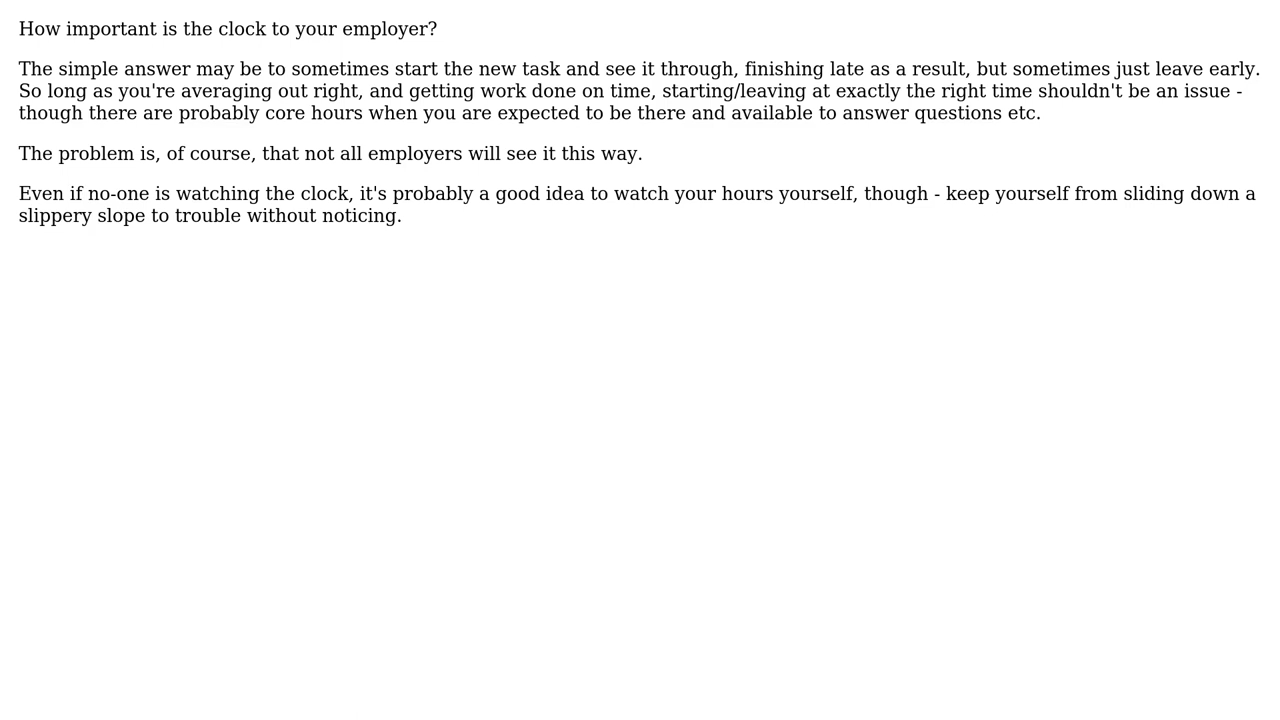 How important is the clock to your employer?
The simple answer may be to sometimes start the new task and see it through, finishing late as a result, but sometimes just leave early.
So long as you're averaging out right, and getting work done on time, starting/leaving at exactly the right time shouldn't be an issue -
though there are probably core hours when you are expected to be there and available to answer questions etc.
The problem is, of course, that not all employers will see it this way.
Even if no-one is watching the clock, it's probably a good idea to watch your hours yourself, though - keep yourself from sliding down a
slippery slope to trouble without noticing.